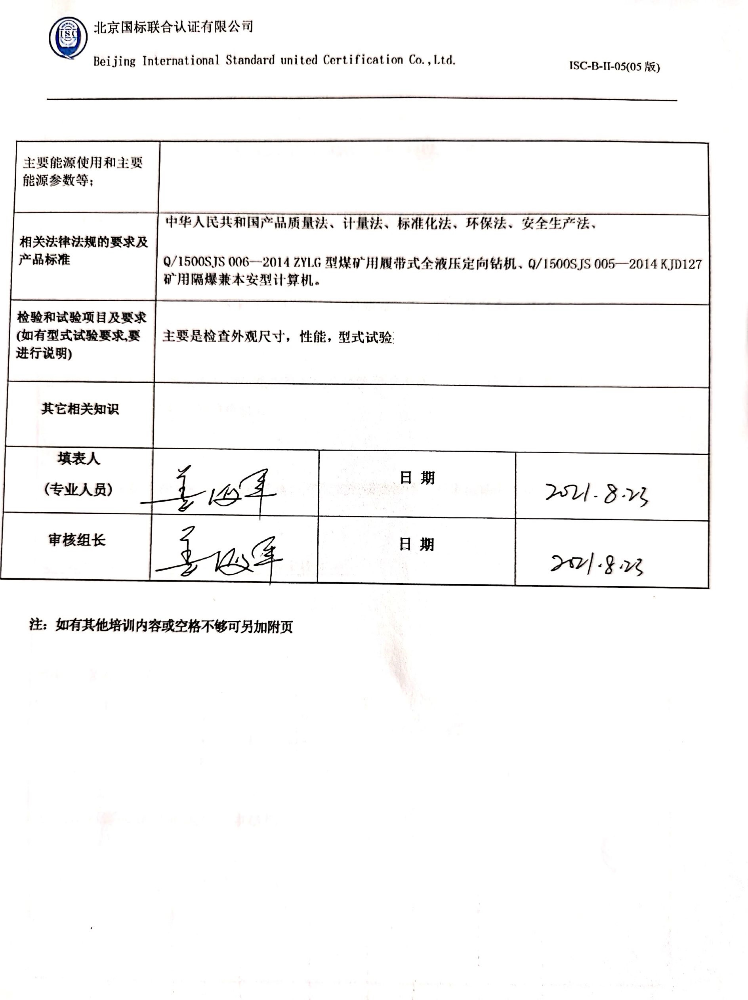 ISC
北京国标联合认证有限公司
Beijing International Standard united Certification Co.,Ltd.
ISC-B-II-05(05 版)
主要能源使用和主要
能源参数等；
相关法律法规的要求及
产品标准
中华人民共和国产品质量法、计量法、标准化法、环保法、安全生产法、
Q/1500SJS 006—2014 ZYLG 型煤矿用履带式全液压定向钻机、Q/1500SJS 005—2014 KJD127
矿用隔爆兼本安型计算机。
检验和试验项目及要求
(如有型式试验要求,要
进行说明)
主要是检查外观尺寸，性能，型式试验
其它相关知识
填表人
(专业人员)
日 期
2021.8.23
审核组长
日 期
2021.8.23
注：如有其他培训内容或空格不够可另加附页